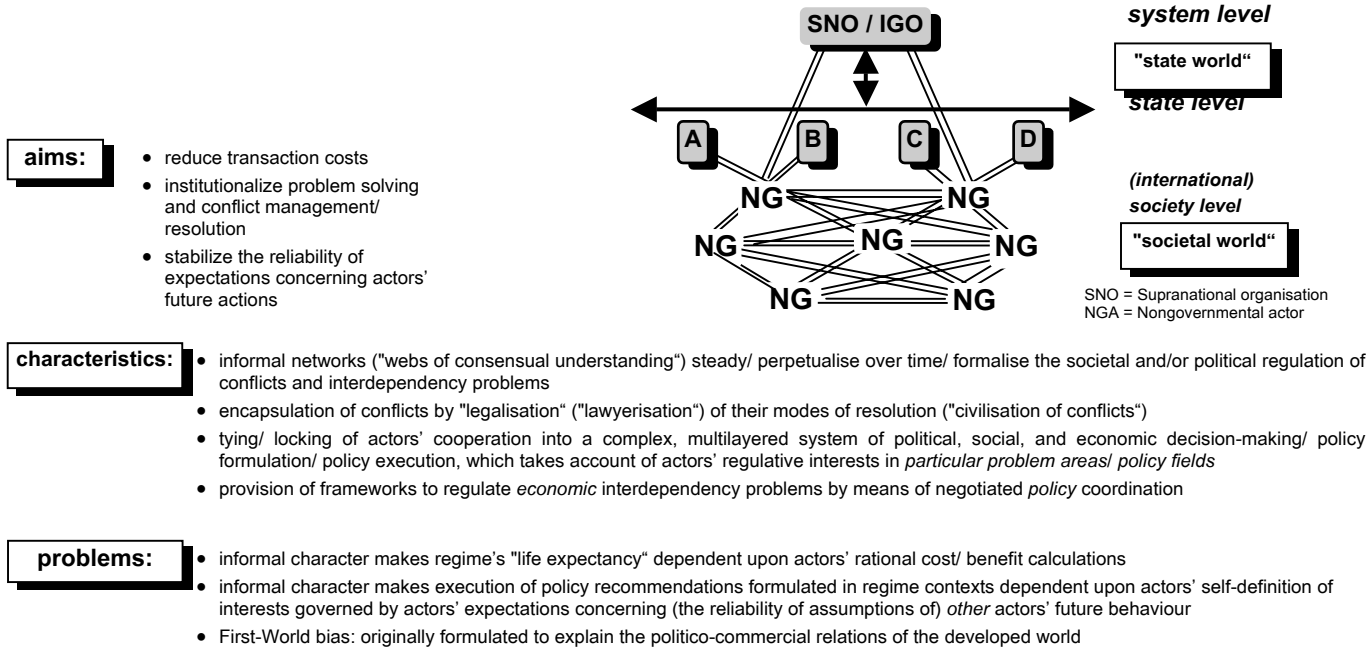 SNO / IGO
system level
"state world“
state level
A
B
C
D
aims:
• reduce transaction costs
• institutionalize problem solving
and conflict management/
resolution
• stabilize the reliability of
expectations concerning actors’
future actions
NG
NG
(international)
society level
NG
NG
NG
"societal world“
NG
NG
SNO = Supranational organisation
NGA = Nongovernmental actor
characteristics:
• informal networks ("webs of consensual understanding“) steady/ perpetualise over time/ formalise the societal and/or political regulation of
conflicts and interdependency problems
• encapsulation of conflicts by "legalisation“ ("lawyerisation“) of their modes of resolution ("civilisation of conflicts“)
• tying/ locking of actors’ cooperation into a complex, multilayered system of political, social, and economic decision-making/ policy
formulation/ policy execution, which takes account of actors’ regulative interests in particular problem areas/ policy fields
• provision of frameworks to regulate economic interdependency problems by means of negotiated policy coordination
problems:
• informal character makes regime’s "life expectancy“ dependent upon actors’ rational cost/ benefit calculations
• informal character makes execution of policy recommendations formulated in regime contexts dependent upon actors’ self-definition of
interests governed by actors’ expectations concerning (the reliability of assumptions of) other actors’ future behaviour
• First-World bias: originally formulated to explain the politico-commercial relations of the developed world